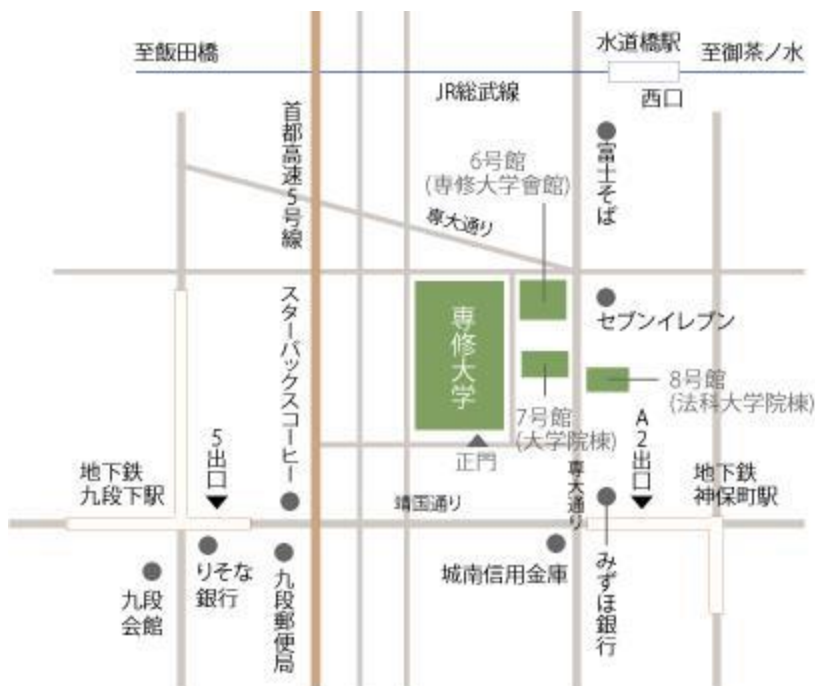 至飯田橋
水道橋駅
至御茶ノ水
JR総武線
西口
首都高速5号線
6号館
(専修大学會館)
富士そば
専大通り
スターバックスコーヒー
専修大学
セブンイレブン
8号館
(法科大学院棟)
7号館
(大学院棟)
正門
5出口
A2出口
地下鉄
九段下駅
専大通り
地下鉄
神保町駅
靖国通り
九段
会館
りそな
銀行
九段郵便局
城南信用金庫
みずほ銀行